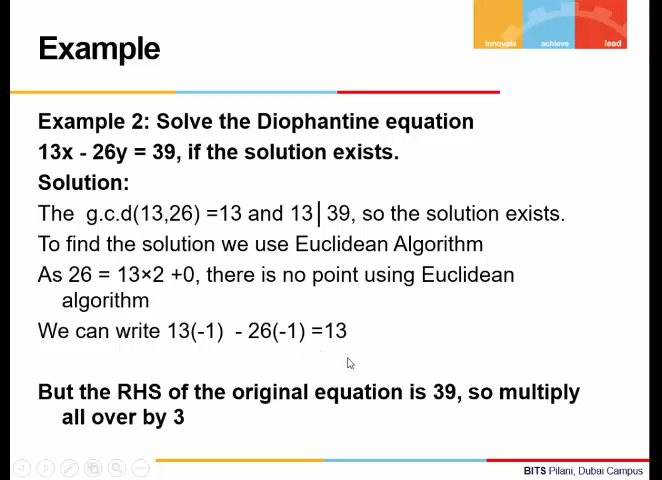 Example
innovate achieve lead
Example 2: Solve the Diophantine equation
13x - 26y = 39, if the solution exists.
Solution:
The g.c.d(13,26) =13 and 13│39, so the solution exists.
To find the solution we use Euclidean Algorithm
As 26 = 13×2 +0, there is no point using Euclidean
algorithm
We can write 13(-1) - 26(-1) =13
But the RHS of the original equation is 39, so multiply
all over by 3
BITS Pilani, Dubai Campus